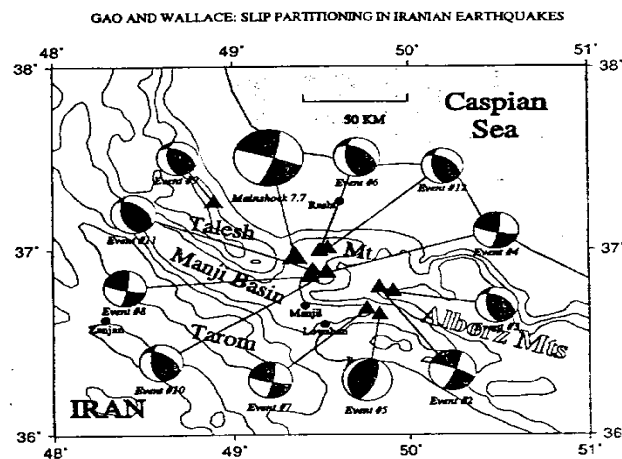 GAO AND WALLACE: SLIP PARTITIONING IN IRANIAN EARTHQUAKES
48° 49° 50° 51°
38° 38°
50 KM
Caspian
Sea
Event #9
Mainshock 7.7
Event #6
Event #12
Rasht
Event #11
Talesh
Mt
Event #4
37° 37°
Manjil Basin
Event #8
Manjil
Event #3
Zanjan
Tarom
Alborz Mts
Event #10
Event #7
Event #5
Event #2
IRAN
36° 36°
48° 49° 50° 51°